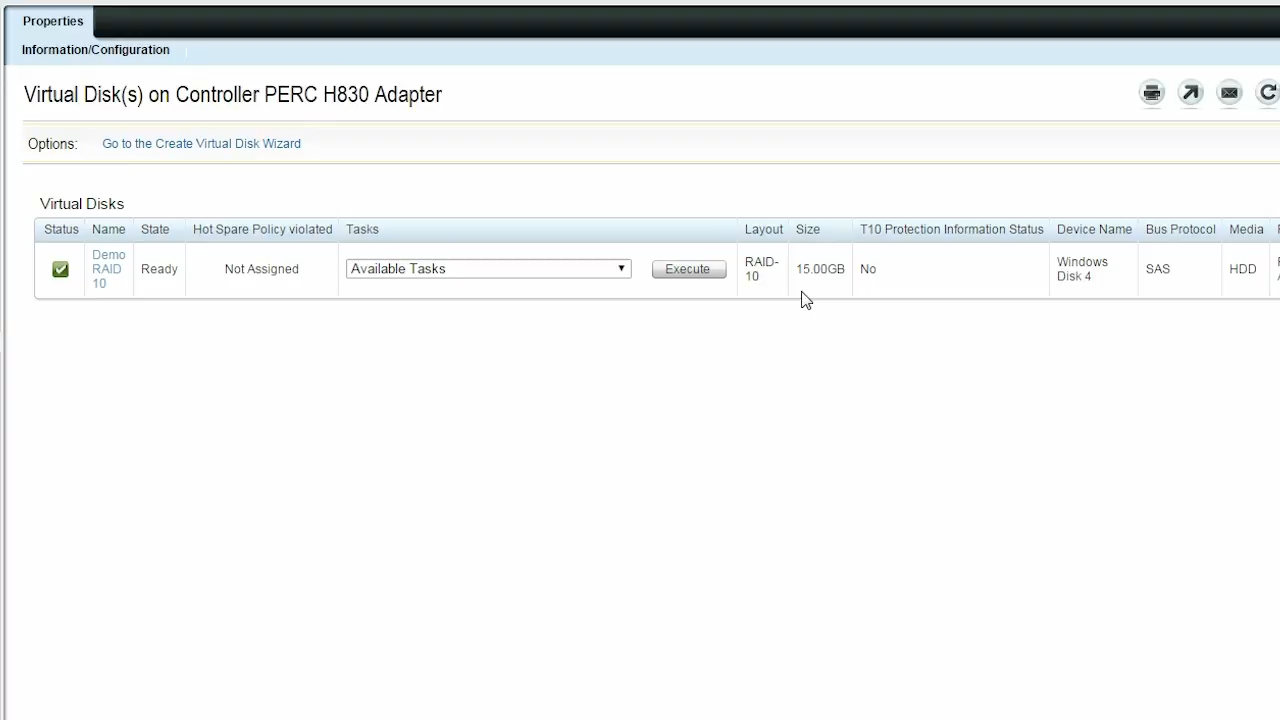 Properties
Information/Configuration
Virtual Disk(s) on Controller PERC H830 Adapter
Options: Go to the Create Virtual Disk Wizard
Virtual Disks
Status Name State Hot Spare Policy violated Tasks Layout Size T10 Protection Information Status Device Name Bus Protocol Media
Demo RAID 10 Ready Not Assigned Available Tasks Execute RAID-10 15.00GB No Windows Disk 4 SAS HDD